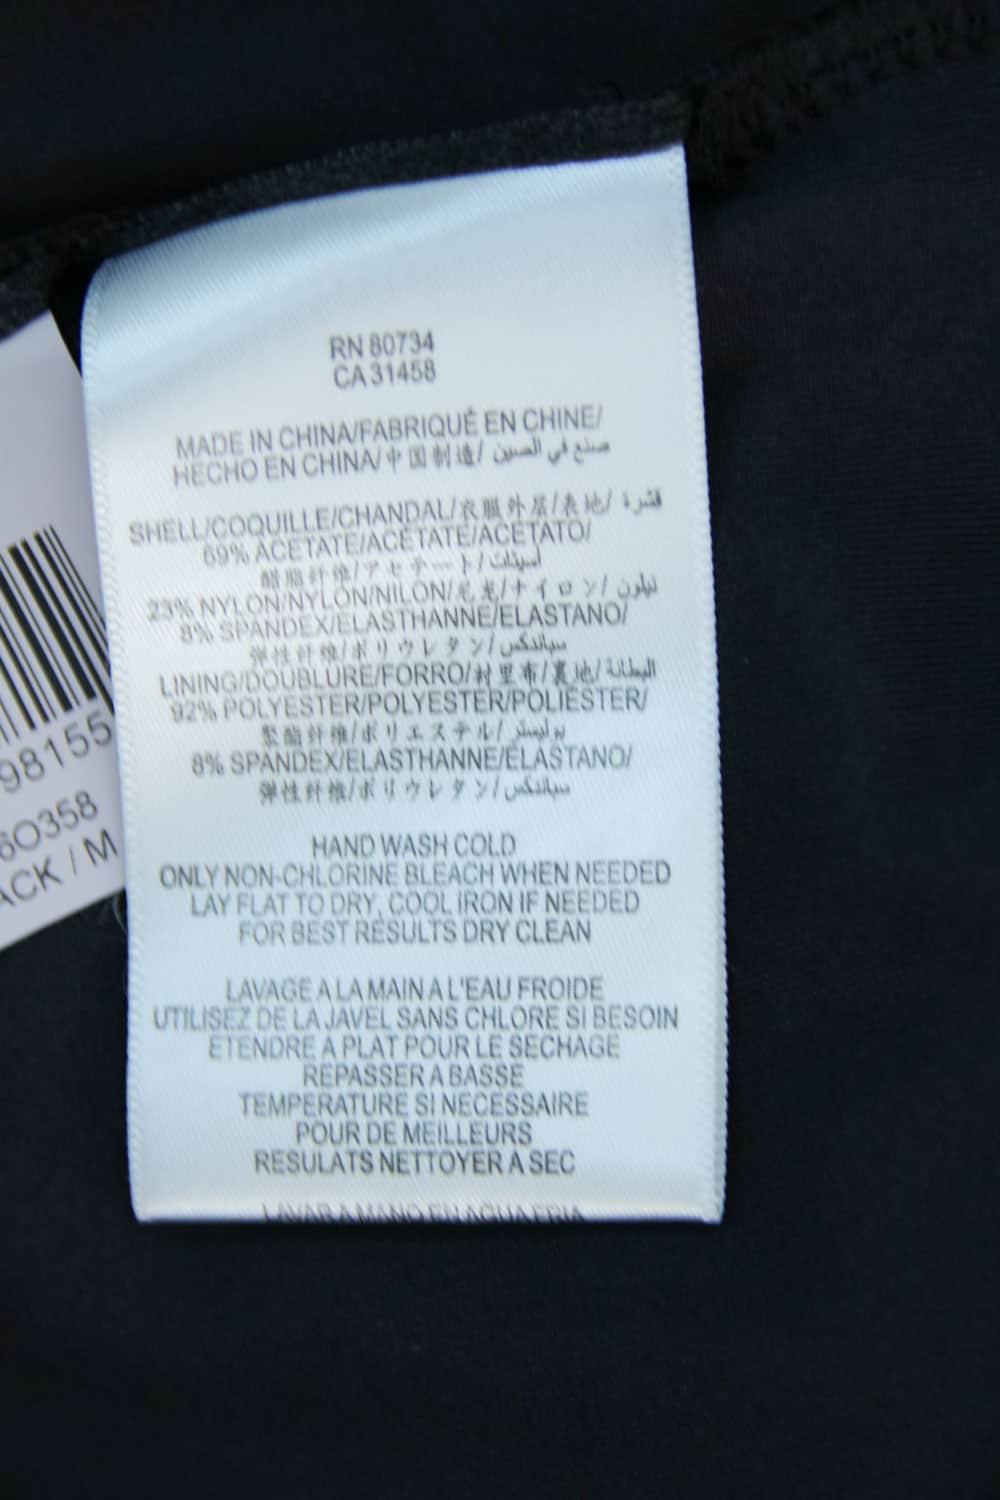 RN 80734
CA 31458
MADE IN CHINA/FABRIQUÉ EN CHINE/
HECHO EN CHINA/中国制造/ صنع في الصين
SHELL/COQUILLE/CHANDAL/衣服外层/表地/ قشرة
69% ACETATE/ACÉTATE/ACETATO/
醋脂纤维/アセテート/أسيتات
23% NYLON/NYLON/NILON/尼龙/ナイロン/ نيلون
8% SPANDEX/ELASTHANNE/ELASTANO/
弹性纤维/ポリウレタン/ سباندكس
LINING/DOUBLURE/FORRO/衬里布/裏地/ البطانة
92% POLYESTER/POLYESTER/POLIÉSTER/
聚酯纤维/ポリエステル/ بوليستر
8% SPANDEX/ELASTHANNE/ELASTANO/
弹性纤维/ポリウレタン/ سباندكس
HAND WASH COLD
ONLY NON-CHLORINE BLEACH WHEN NEEDED
LAY FLAT TO DRY, COOL IRON IF NEEDED
FOR BEST RESULTS DRY CLEAN
LAVAGE A LA MAIN A L'EAU FROIDE
UTILISEZ DE LA JAVEL SANS CHLORE SI BESOIN
ETENDRE A PLAT POUR LE SECHAGE
REPASSER A BASSE
TEMPERATURE SI NECESSAIRE
POUR DE MEILLEURS
RESULATS NETTOYER A SEC
LAVAR A MANO EN AGUA FRIA
98155
6O358
ACK / M